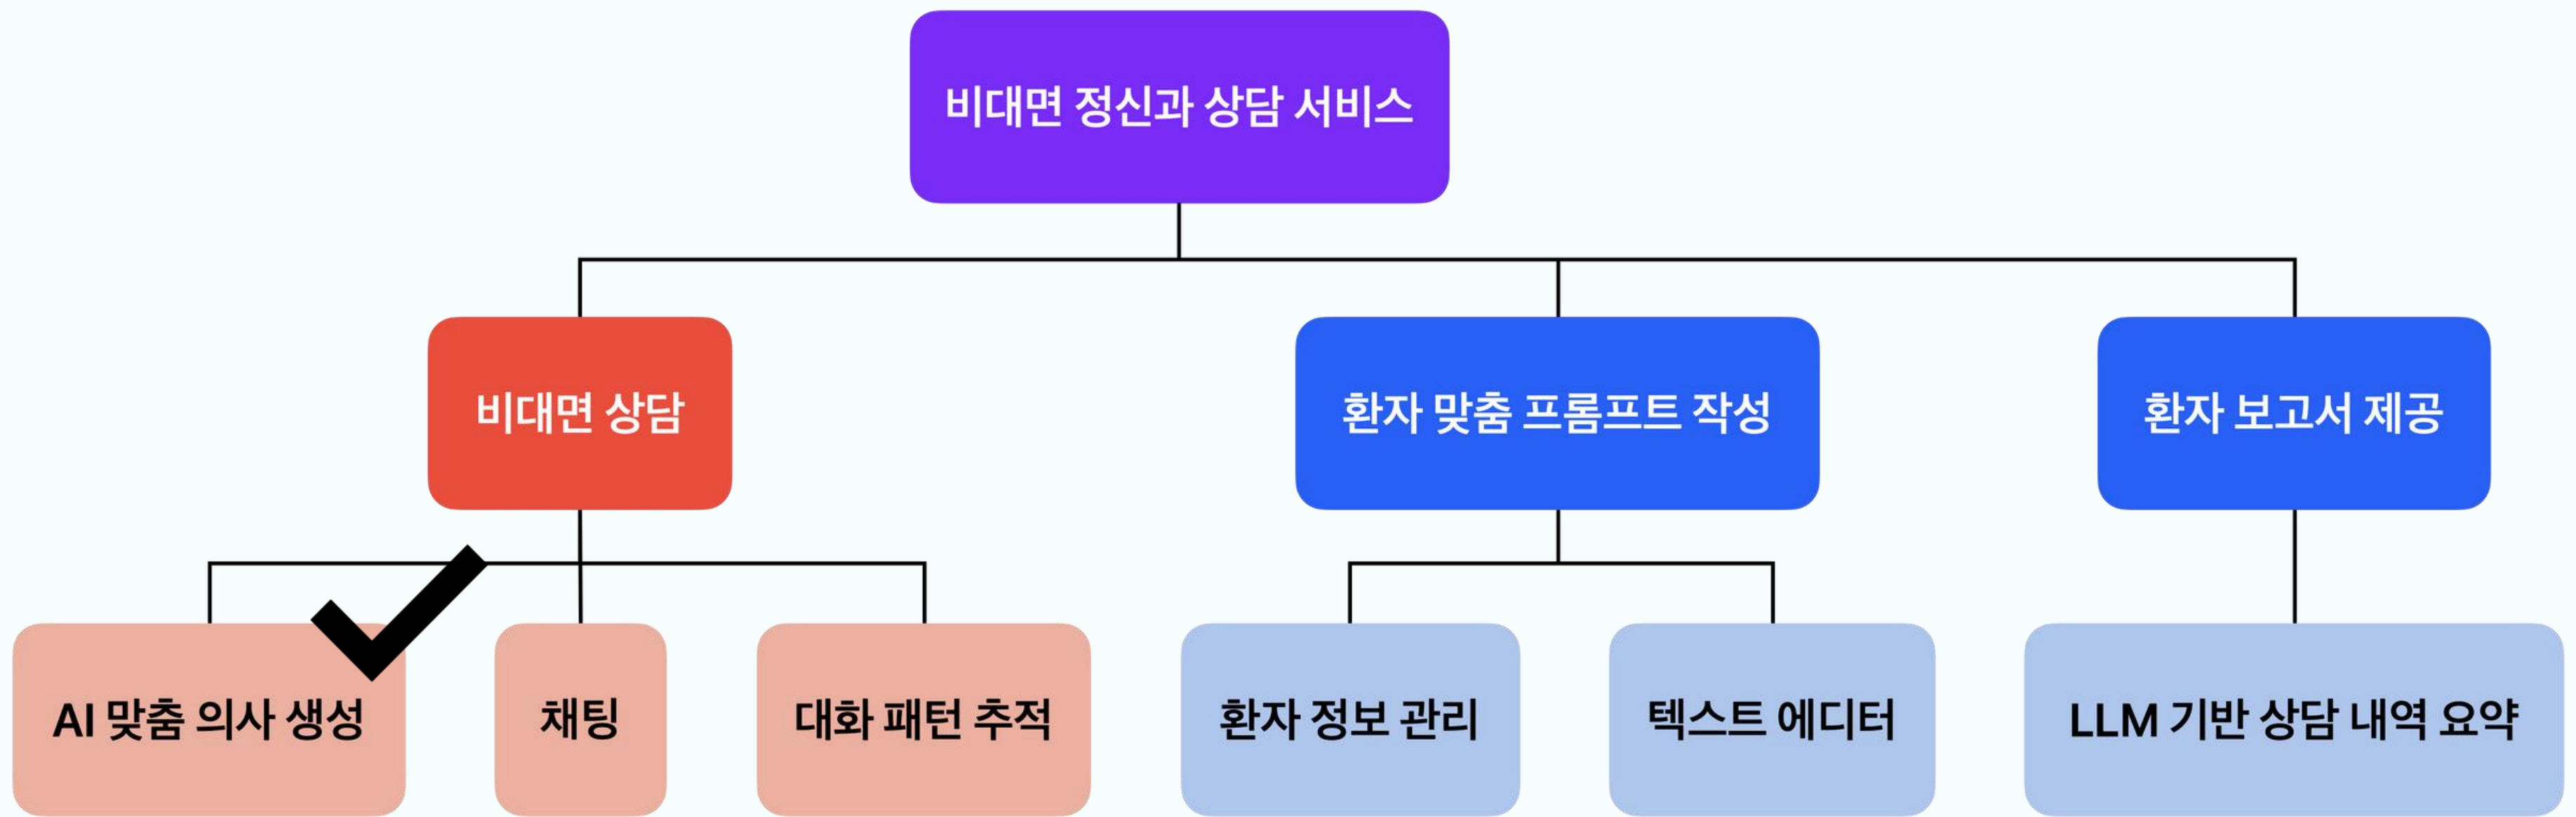 비대면 정신과 상담 서비스
비대면 상담
환자 맞춤 프롬프트 작성
환자 보고서 제공
AI 맞춤 의사 생성
채팅
대화 패턴 추적
환자 정보 관리
텍스트 에디터
LLM 기반 상담 내역 요약